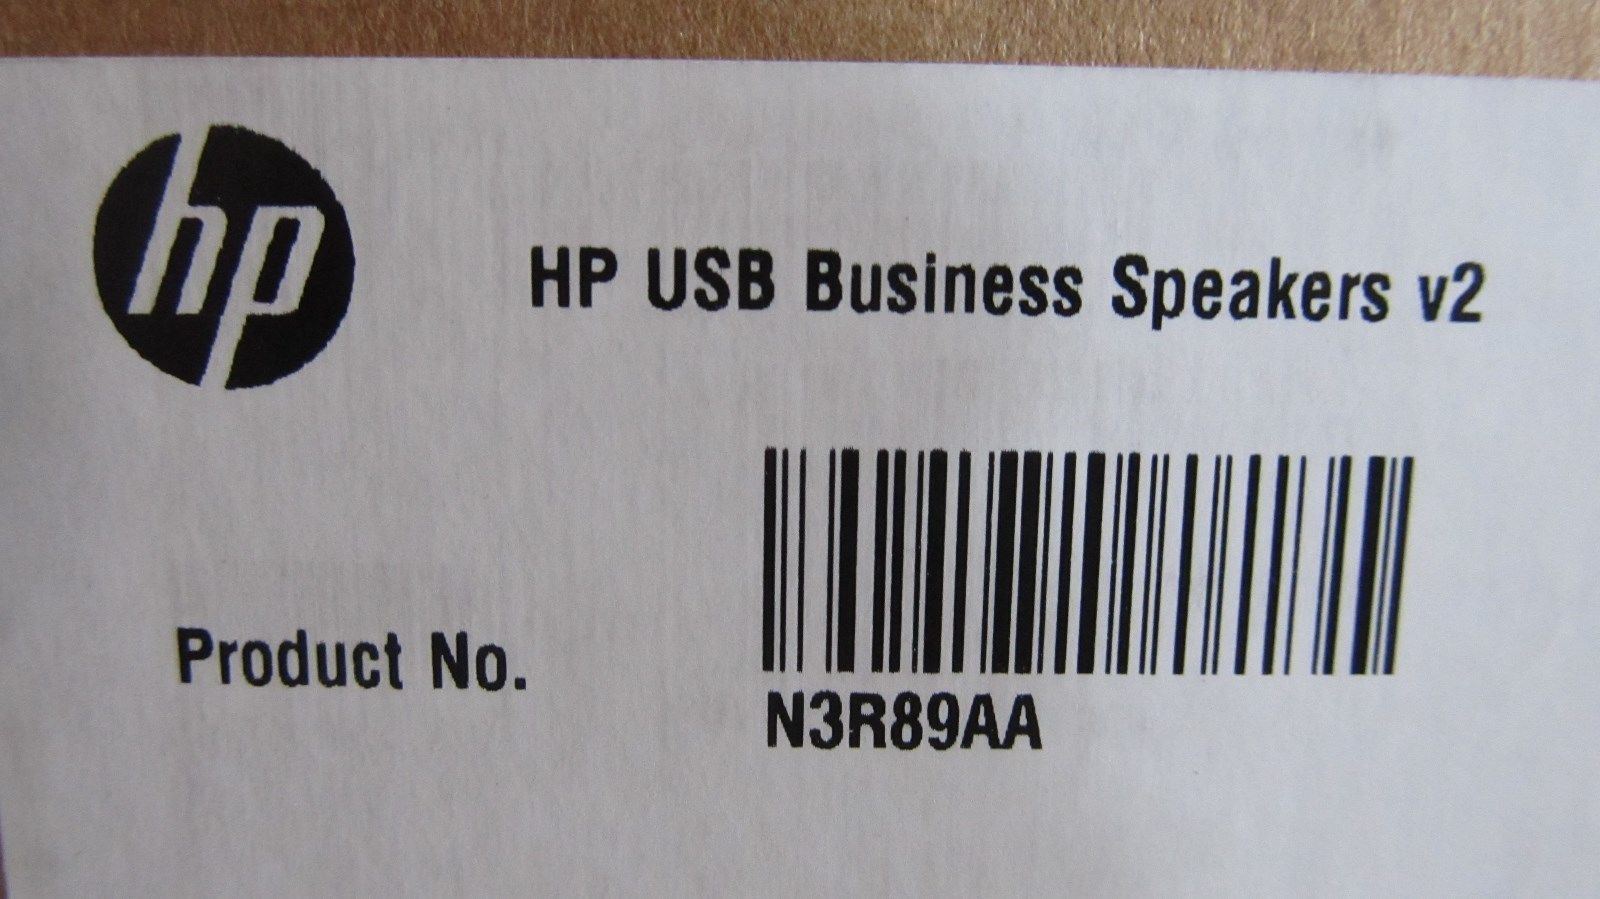 hp
HP USB Business Speakers v2
Product No.
N3R89AA